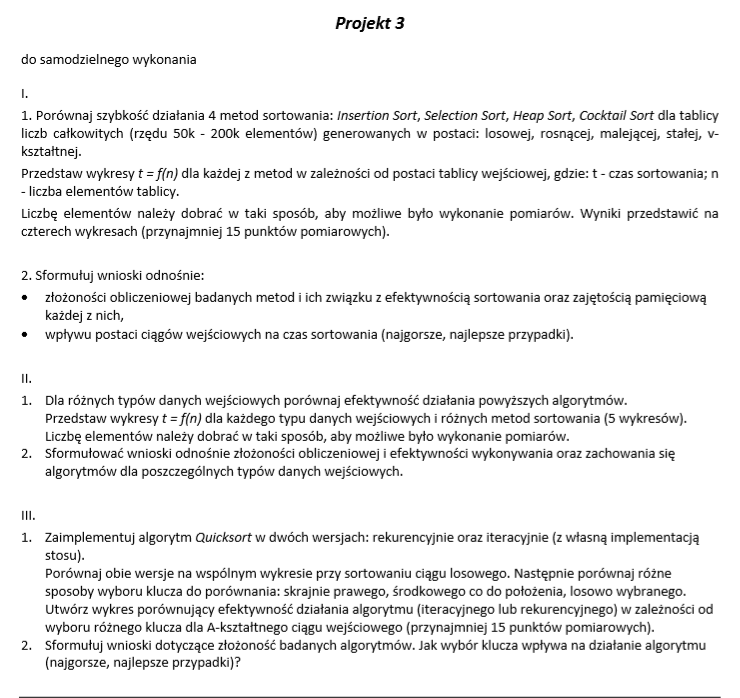 Projekt 3
do samodzielnego wykonania
I.
1. Porównaj szybkość działania 4 metod sortowania: Insertion Sort, Selection Sort, Heap Sort, Cocktail Sort dla tablicy
liczb całkowitych (rzędu 50k - 200k elementów) generowanych w postaci: losowej, rosnącej, malejącej, stałej, v-
kształtnej.
Przedstaw wykresy t = f(n) dla każdej z metod w zależności od postaci tablicy wejściowej, gdzie: t - czas sortowania; n
- liczba elementów tablicy.
Liczbę elementów należy dobrać w taki sposób, aby możliwe było wykonanie pomiarów. Wyniki przedstawić na
czterech wykresach (przynajmniej 15 punktów pomiarowych).
2. Sformułuj wnioski odnośnie:
• złożoności obliczeniowej badanych metod i ich związku z efektywnością sortowania oraz zajętością pamięciową
każdej z nich,
• wpływu postaci ciągów wejściowych na czas sortowania (najgorsze, najlepsze przypadki).
II.
1. Dla różnych typów danych wejściowych porównaj efektywność działania powyższych algorytmów.
Przedstaw wykresy t = f(n) dla każdego typu danych wejściowych i różnych metod sortowania (5 wykresów).
Liczbę elementów należy dobrać w taki sposób, aby możliwe było wykonanie pomiarów.
2. Sformułować wnioski odnośnie złożoności obliczeniowej i efektywności wykonywania oraz zachowania się
algorytmów dla poszczególnych typów danych wejściowych.
III.
1. Zaimplementuj algorytm Quicksort w dwóch wersjach: rekurencyjnie oraz iteracyjnie (z własną implementacją
stosu).
Porównaj obie wersje na wspólnym wykresie przy sortowaniu ciągu losowego. Następnie porównaj różne
sposoby wyboru klucza do porównania: skrajnie prawego, środkowego co do położenia, losowo wybranego.
Utwórz wykres porównujący efektywność działania algorytmu (iteracyjnego lub rekurencyjnego) w zależności od
wyboru różnego klucza dla A-kształtnego ciągu wejściowego (przynajmniej 15 punktów pomiarowych).
2. Sformułuj wnioski dotyczące złożoność badanych algorytmów. Jak wybór klucza wpływa na działanie algorytmu
(najgorsze, najlepsze przypadki)?